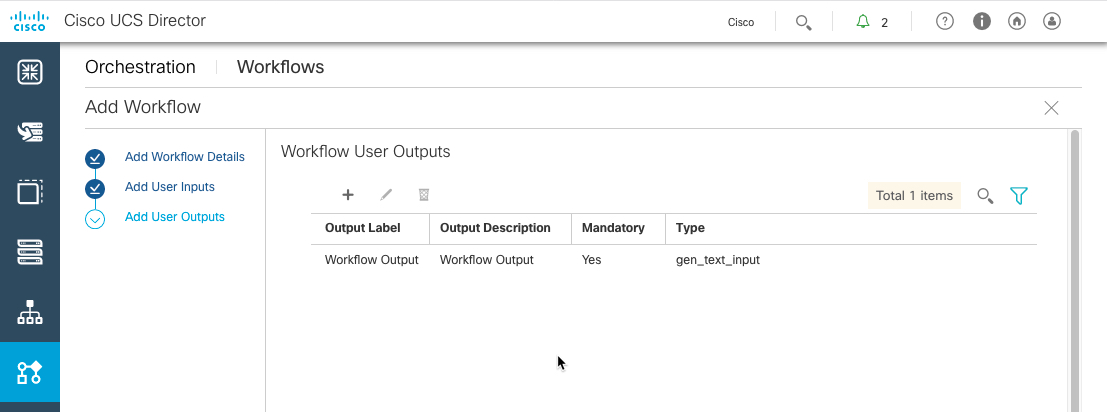 CISCO
Cisco UCS Director
Cisco
2
?
i
Orchestration
Workflows
Add Workflow
Add Workflow Details
Add User Inputs
Add User Outputs
Workflow User Outputs
Total 1 items
Output Label Output Description Mandatory Type
Workflow Output Workflow Output Yes gen_text_input